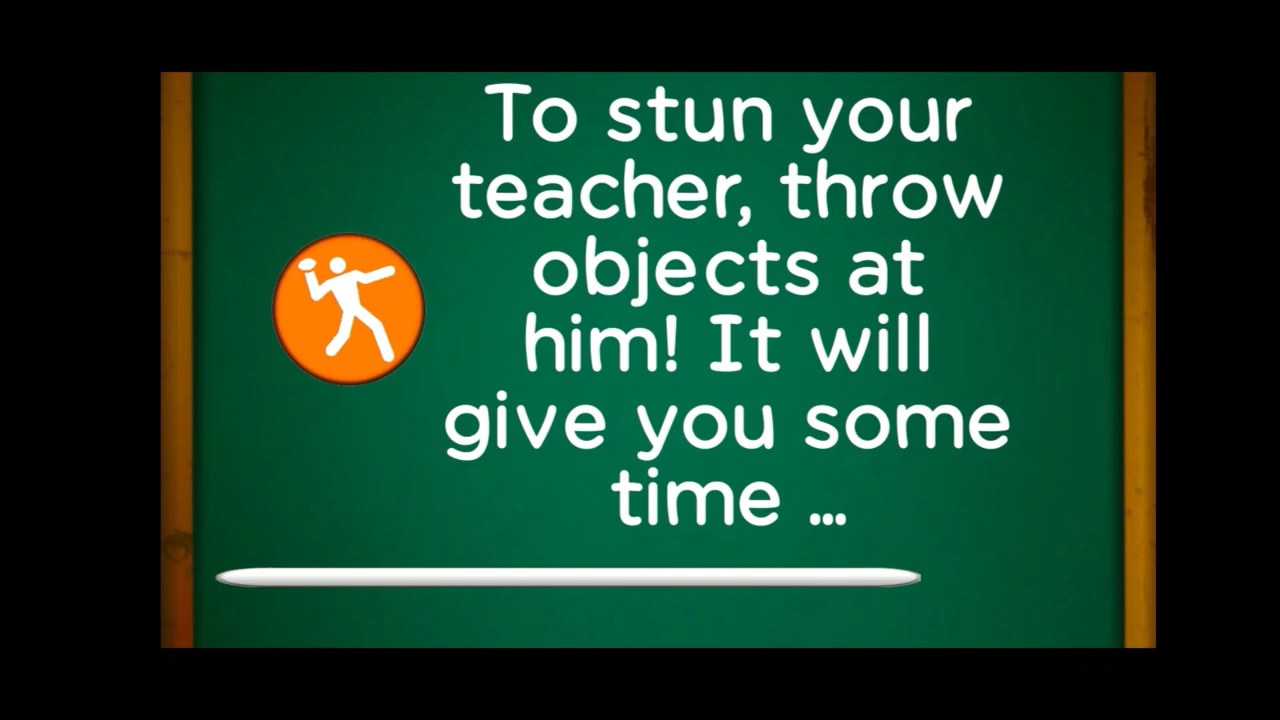 To stun your
teacher, throw
objects at
him! It will
give you some
time ...